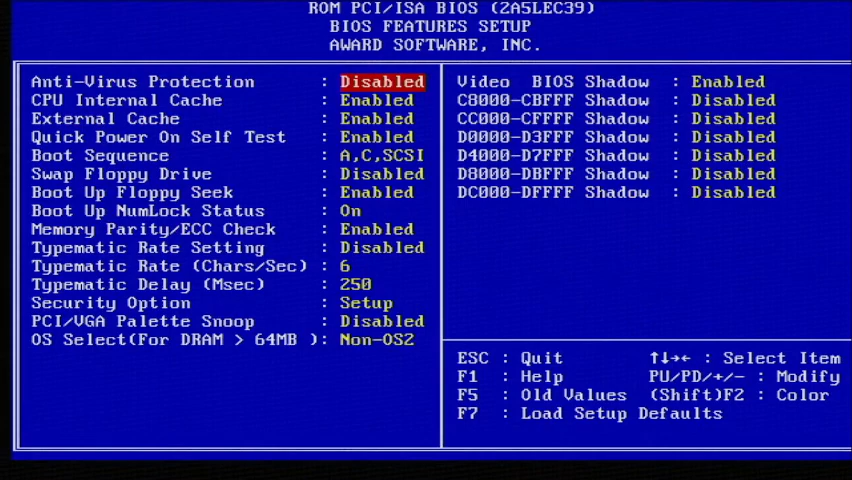 ROM PCI/ISA BIOS (2A5LEC39)
BIOS FEATURES SETUP
AWARD SOFTWARE, INC.
Anti-Virus Protection : Disabled
CPU Internal Cache : Enabled
External Cache : Enabled
Quick Power On Self Test : Enabled
Boot Sequence : A,C,SCSI
Swap Floppy Drive : Disabled
Boot Up Floppy Seek : Enabled
Boot Up NumLock Status : On
Memory Parity/ECC Check : Enabled
Typematic Rate Setting : Disabled
Typematic Rate (Chars/Sec) : 6
Typematic Delay (Msec) : 250
Security Option : Setup
PCI/VGA Palette Snoop : Disabled
OS Select(For DRAM > 64MB ): Non-OS2
Video BIOS Shadow : Enabled
C8000-CBFFF Shadow : Disabled
CC000-CFFFF Shadow : Disabled
D0000-D3FFF Shadow : Disabled
D4000-D7FFF Shadow : Disabled
D8000-DBFFF Shadow : Disabled
DC000-DFFFF Shadow : Disabled
ESC : Quit ↑↓→← : Select Item
F1 : Help PU/PD/+/- : Modify
F5 : Old Values (Shift)F2 : Color
F7 : Load Setup Defaults